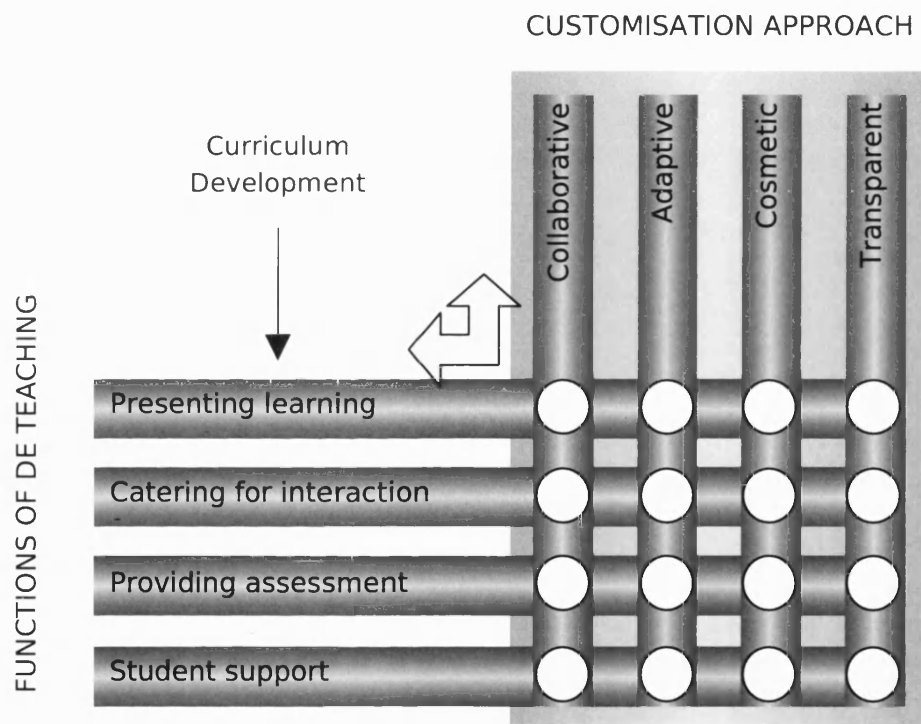 CUSTOMISATION APPROACH
Curriculum
Development
Collaborative
Adaptive
Cosmetic
Transparent
FUNCTIONS OF DE TEACHING
Presenting learning
Catering for interaction
Providing assessment
Student support